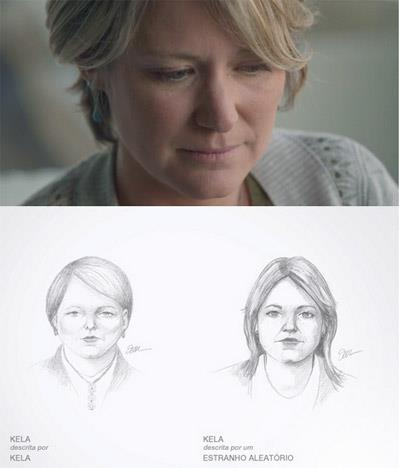 KELA
descrita por
KELA
KELA
descrita por um
ESTRANHO ALEATÓRIO